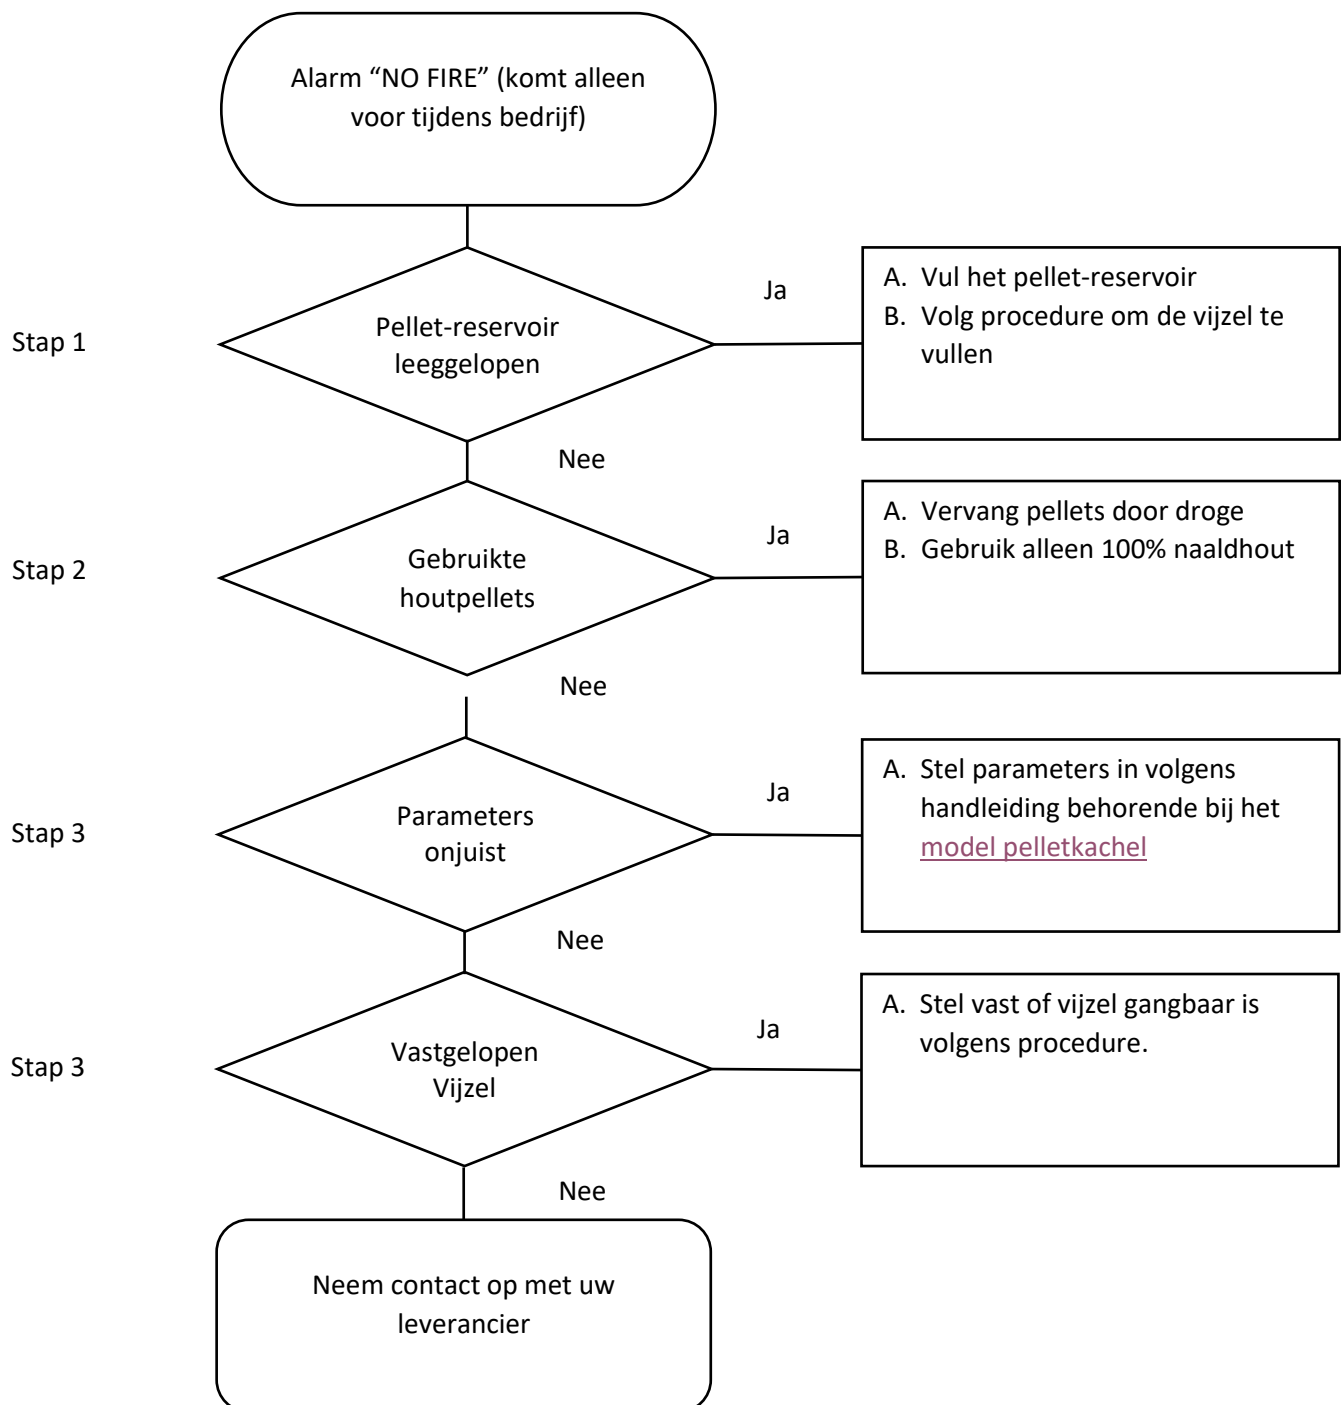 Alarm “NO FIRE” (komt alleen
voor tijdens bedrijf)
Stap 1
Pellet-reservoir
leeggelopen
Ja
A. Vul het pellet-reservoir
B. Volg procedure om de vijzel te
vullen
Nee
Stap 2
Gebruikte
houtpellets
Ja
A. Vervang pellets door droge
B. Gebruik alleen 100% naaldhout
Nee
Stap 3
Parameters
onjuist
Ja
A. Stel parameters in volgens
handleiding behorende bij het
model pelletkachel
Nee
Stap 3
Vastgelopen
Vijzel
Ja
A. Stel vast of vijzel gangbaar is
volgens procedure.
Nee
Neem contact op met uw
leverancier